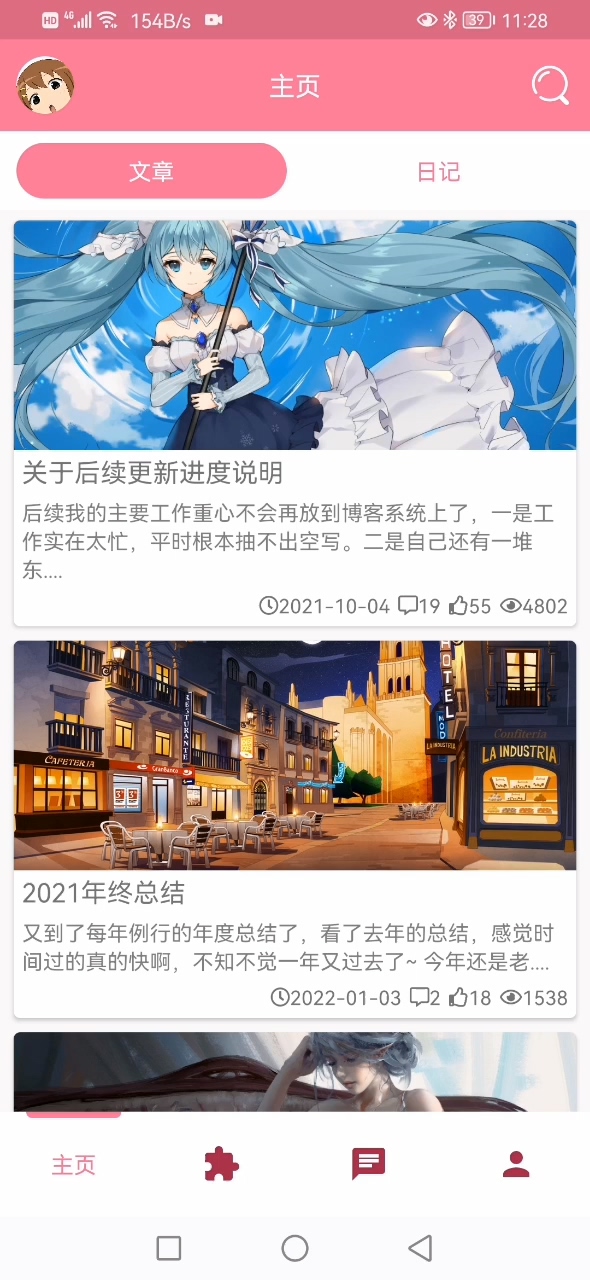 HD 4G 154B/s 39 11:28
主页
文章 日记
关于后续更新进度说明
后续我的主要工作重心不会再放到博客系统上了，一是工
作实在太忙，平时根本抽不出空写。二是自己还有一堆
东....
2021-10-04 19 55 4802
HOTEL
RESTURANTE
MOD
LA INDUSTRIA
Confiteria
LA INDUSTRIA
CAFETERIA
GranBanco
2021年终总结
又到了每年例行的年度总结了，看了去年的总结，感觉时
间过的真的快啊，不知不觉一年又过去了~ 今年还是老....
2022-01-03 2 18 1538
主页